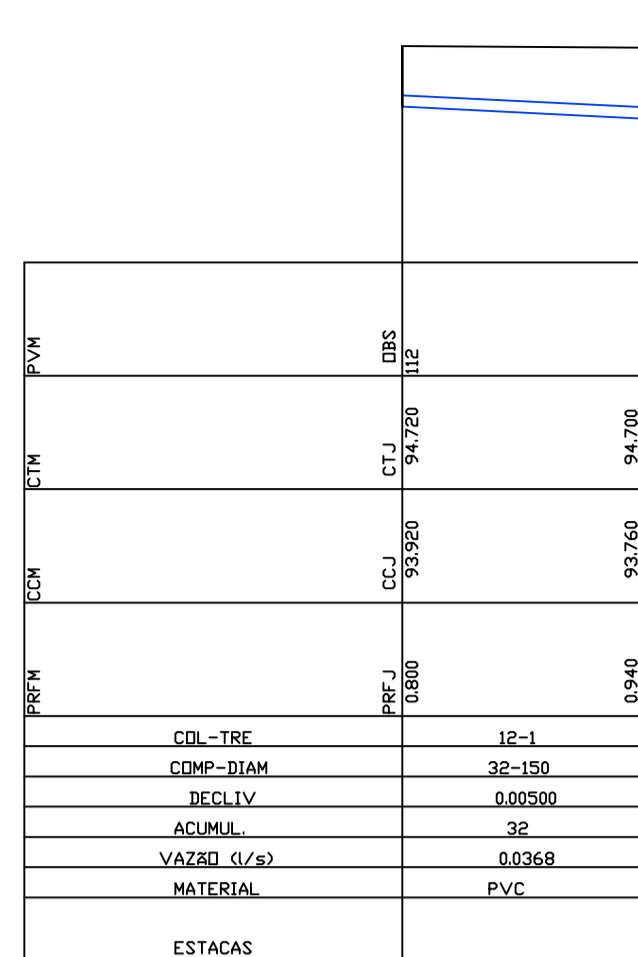 PVM OBS 112
CTM CTJ 94.720 94.700
CCM CCJ 93.920 93.760
PRFM PRFJ 0.800 0.940
COL-TRE 12-1
COMP-DIAM 32-150
DECLIV 0.00500
ACUMUL. 32
VAZãO (l/s) 0.0368
MATERIAL PVC
ESTACAS